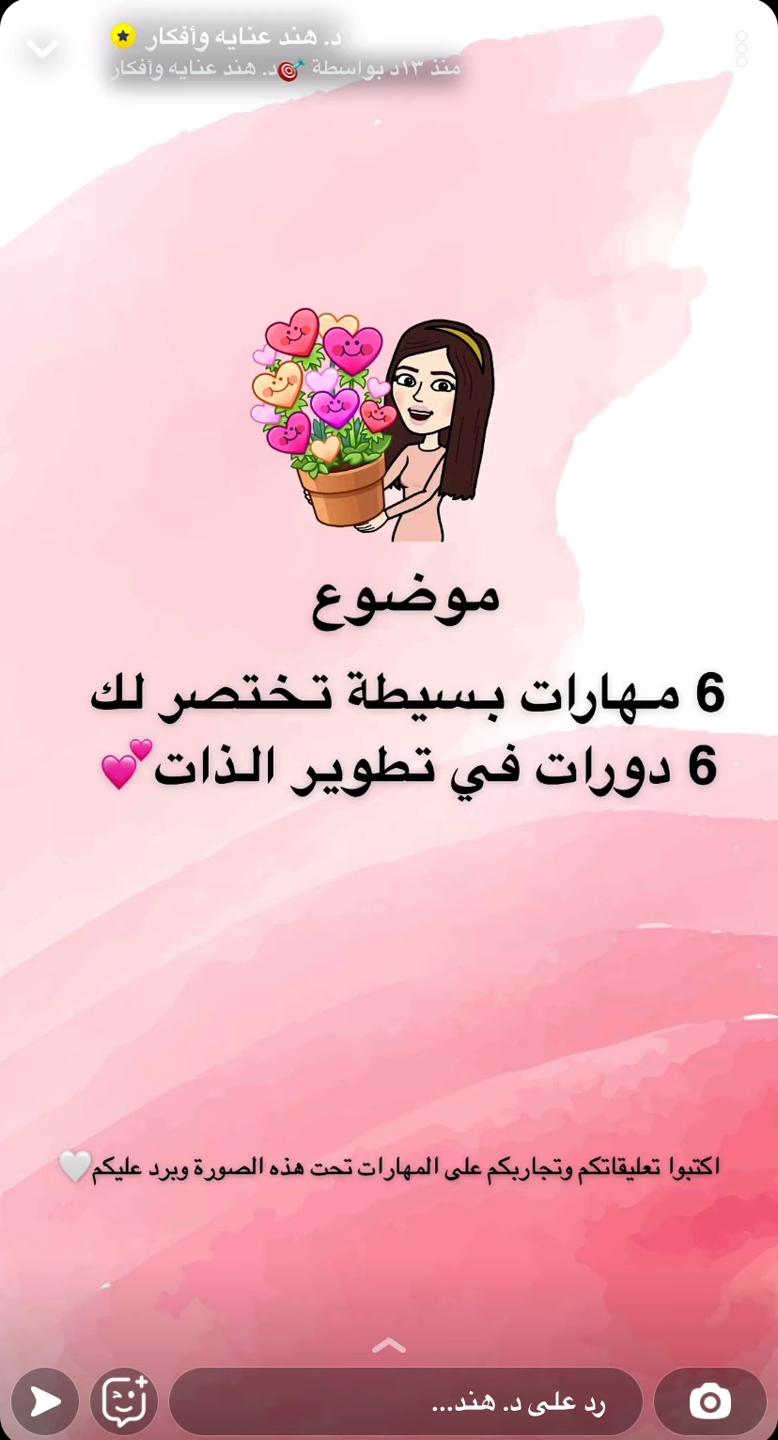 د. هند عنايه وأفكار
منذ ١٣د بواسطة 🎯د. هند عنايه وأفكار
موضوع
6 مهارات بسيطة تختصر لك
6 دورات في تطوير الذات💕
اكتبوا تعليقاتكم وتجاربكم على المهارات تحت هذه الصورة وبرد عليكم🤍
رد على د. هند...